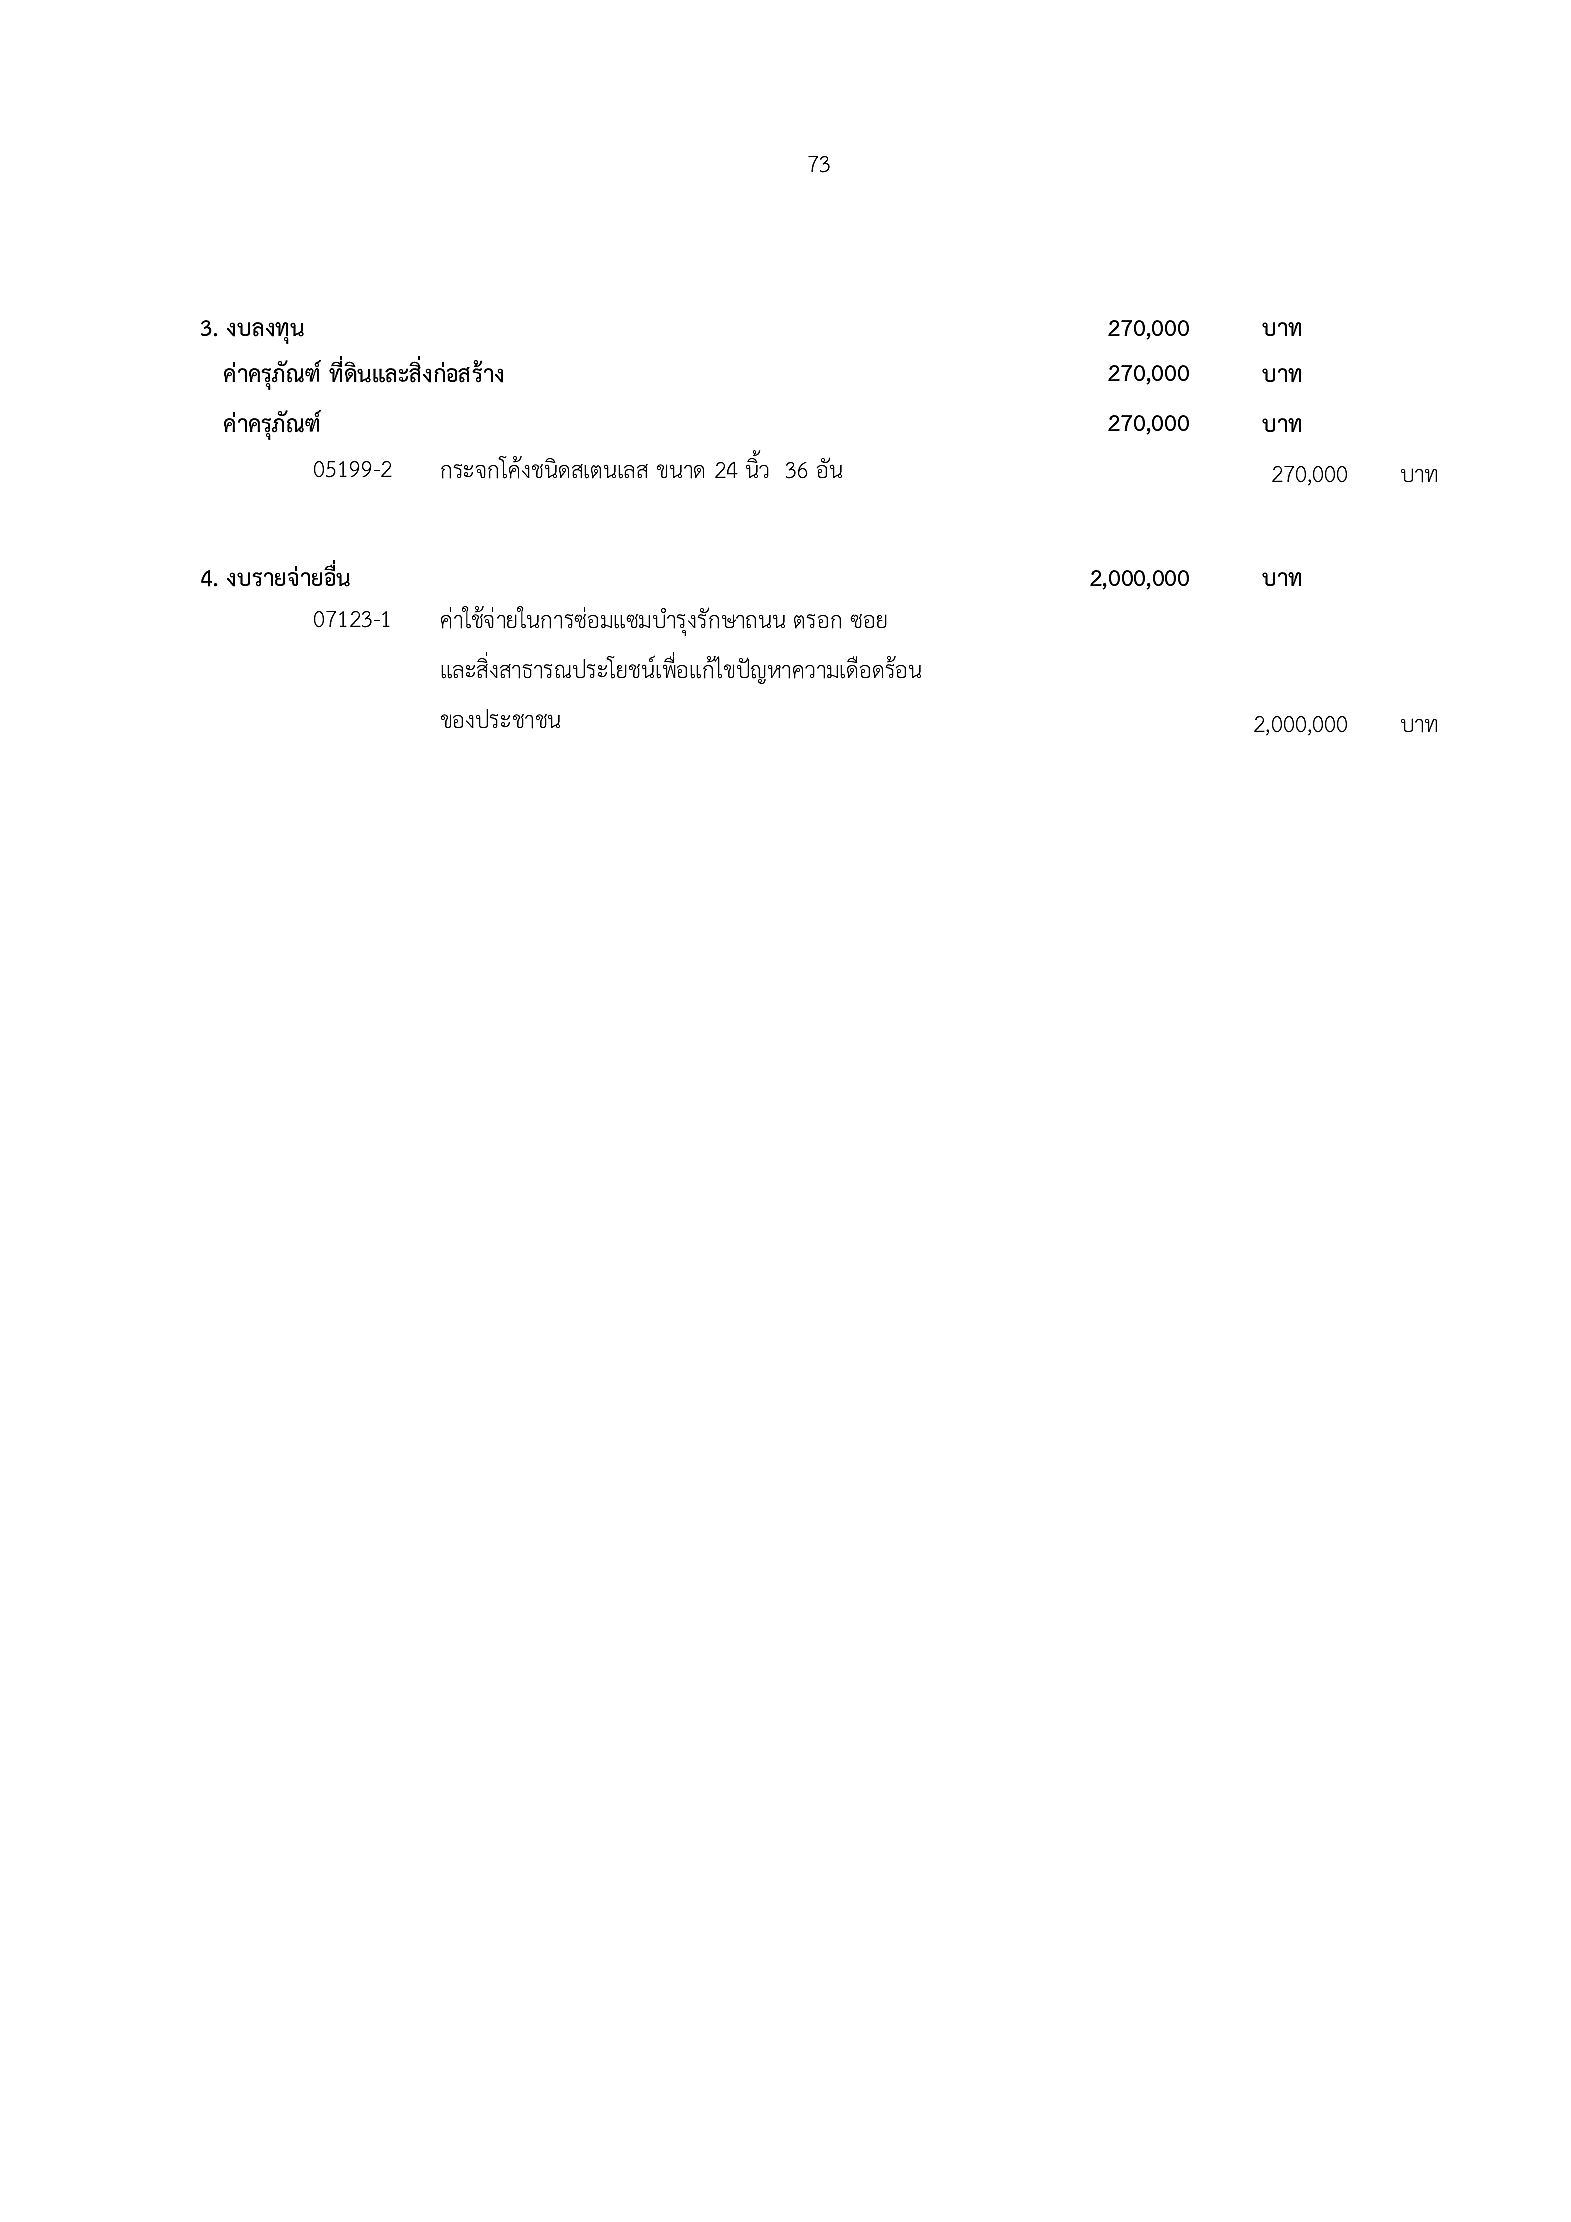 73
3. งบลงทุน 270,000 บาท
ค่าครุภัณฑ์ ที่ดินและสิ่งก่อสร้าง 270,000 บาท
ค่าครุภัณฑ์ 270,000 บาท
05199-2 กระจกโค้งชนิดสเตนเลส ขนาด 24 นิ้ว 36 อัน 270,000 บาท
4. งบรายจ่ายอื่น 2,000,000 บาท
07123-1 ค่าใช้จ่ายในการซ่อมแซมบำรุงรักษาถนน ตรอก ซอย
และสิ่งสาธารณประโยชน์เพื่อแก้ไขปัญหาความเดือดร้อน
ของประชาชน 2,000,000 บาท